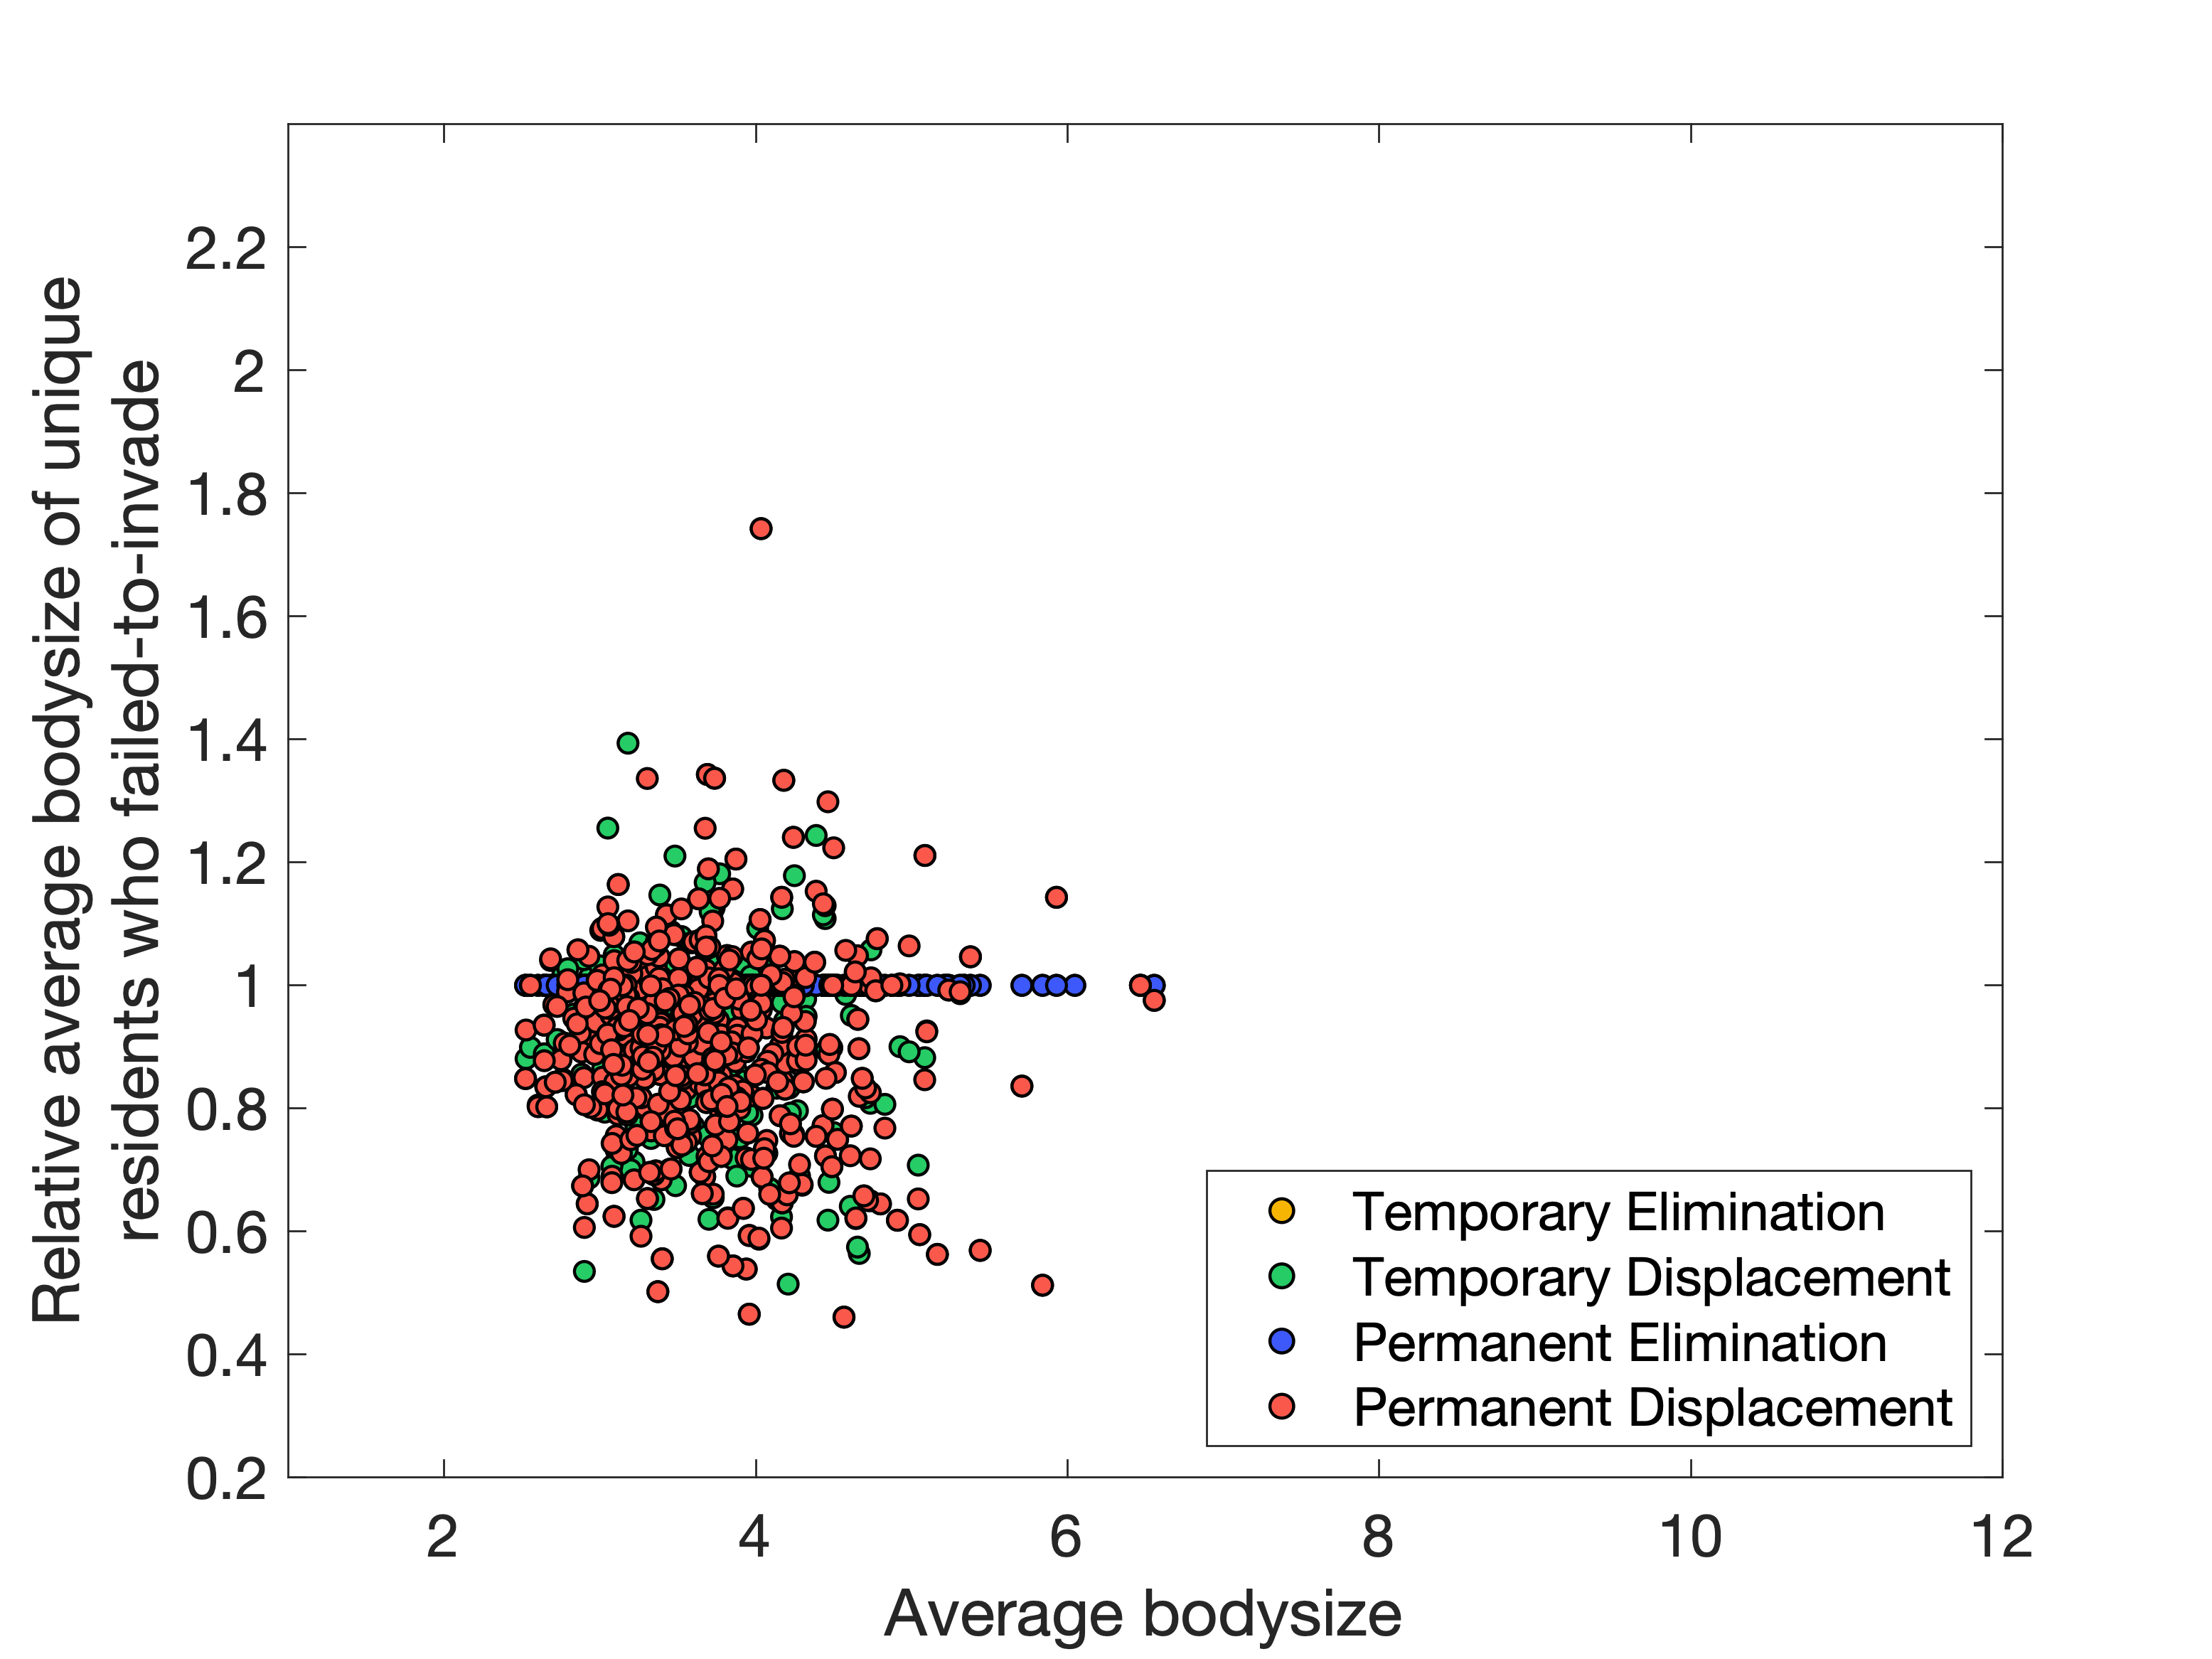 Relative average bodysize of unique
residents who failed-to-invade
2.2
2
1.8
1.6
1.4
1.2
1
0.8
0.6
0.4
0.2
Temporary Elimination
Temporary Displacement
Permanent Elimination
Permanent Displacement
2 4 6 8 10 12
Average bodysize